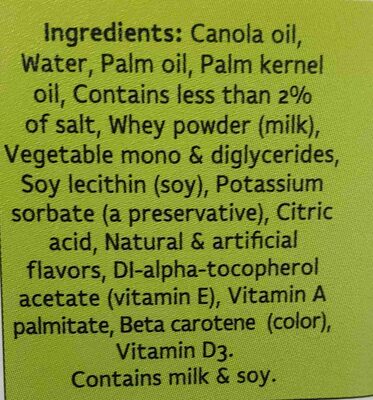 Ingredients: Canola oil,
Water, Palm oil, Palm kernel
oil, Contains less than 2%
of salt, Whey powder (milk),
Vegetable mono & diglycerides,
Soy lecithin (soy), Potassium
sorbate (a preservative), Citric
acid, Natural & artificial
flavors, Dl-alpha-tocopherol
acetate (vitamin E), Vitamin A
palmitate, Beta carotene (color),
Vitamin D3.
Contains milk & soy.